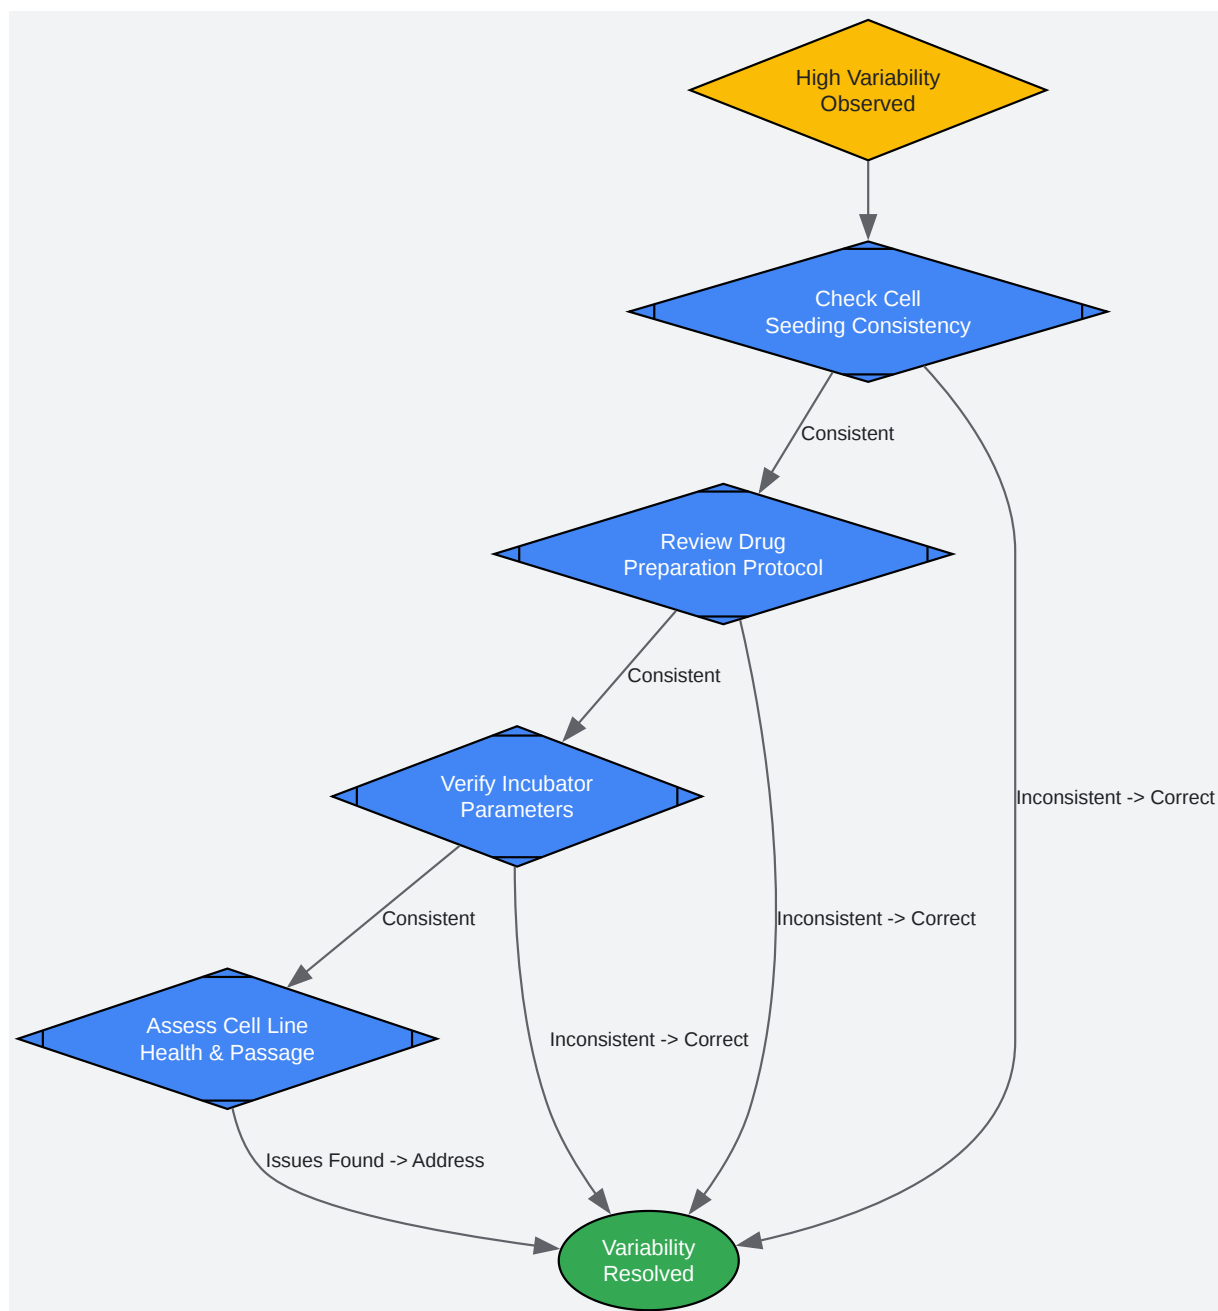 High Variability
Observed
Check Cell
Seeding Consistency
Consistent
Review Drug
Preparation Protocol
Consistent
Verify Incubator
Parameters
Inconsistent -> Correct
Consistent
Inconsistent -> Correct
Assess Cell Line
Health & Passage
Inconsistent -> Correct
Issues Found -> Address
Variability
Resolved